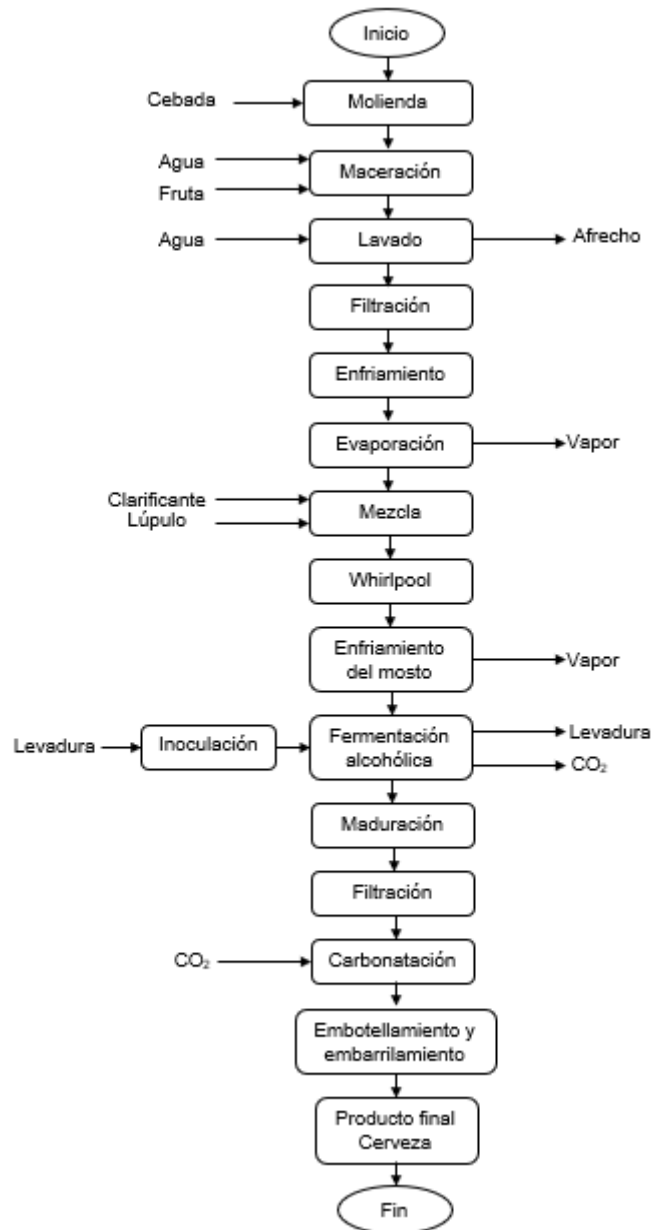 Inicio
Cebada
Molienda
Agua
Fruta
Maceración
Agua
Lavado
Afrecho
Filtración
Enfriamiento
Evaporación
Vapor
Clarificante
Lúpulo
Mezcla
Whirlpool
Enfriamiento
del mosto
Vapor
Levadura
Inoculación
Fermentación
alcohólica
Levadura
CO₂
Maduración
Filtración
CO₂
Carbonatación
Embotellamiento y
embarrilamiento
Producto final
Cerveza
Fin